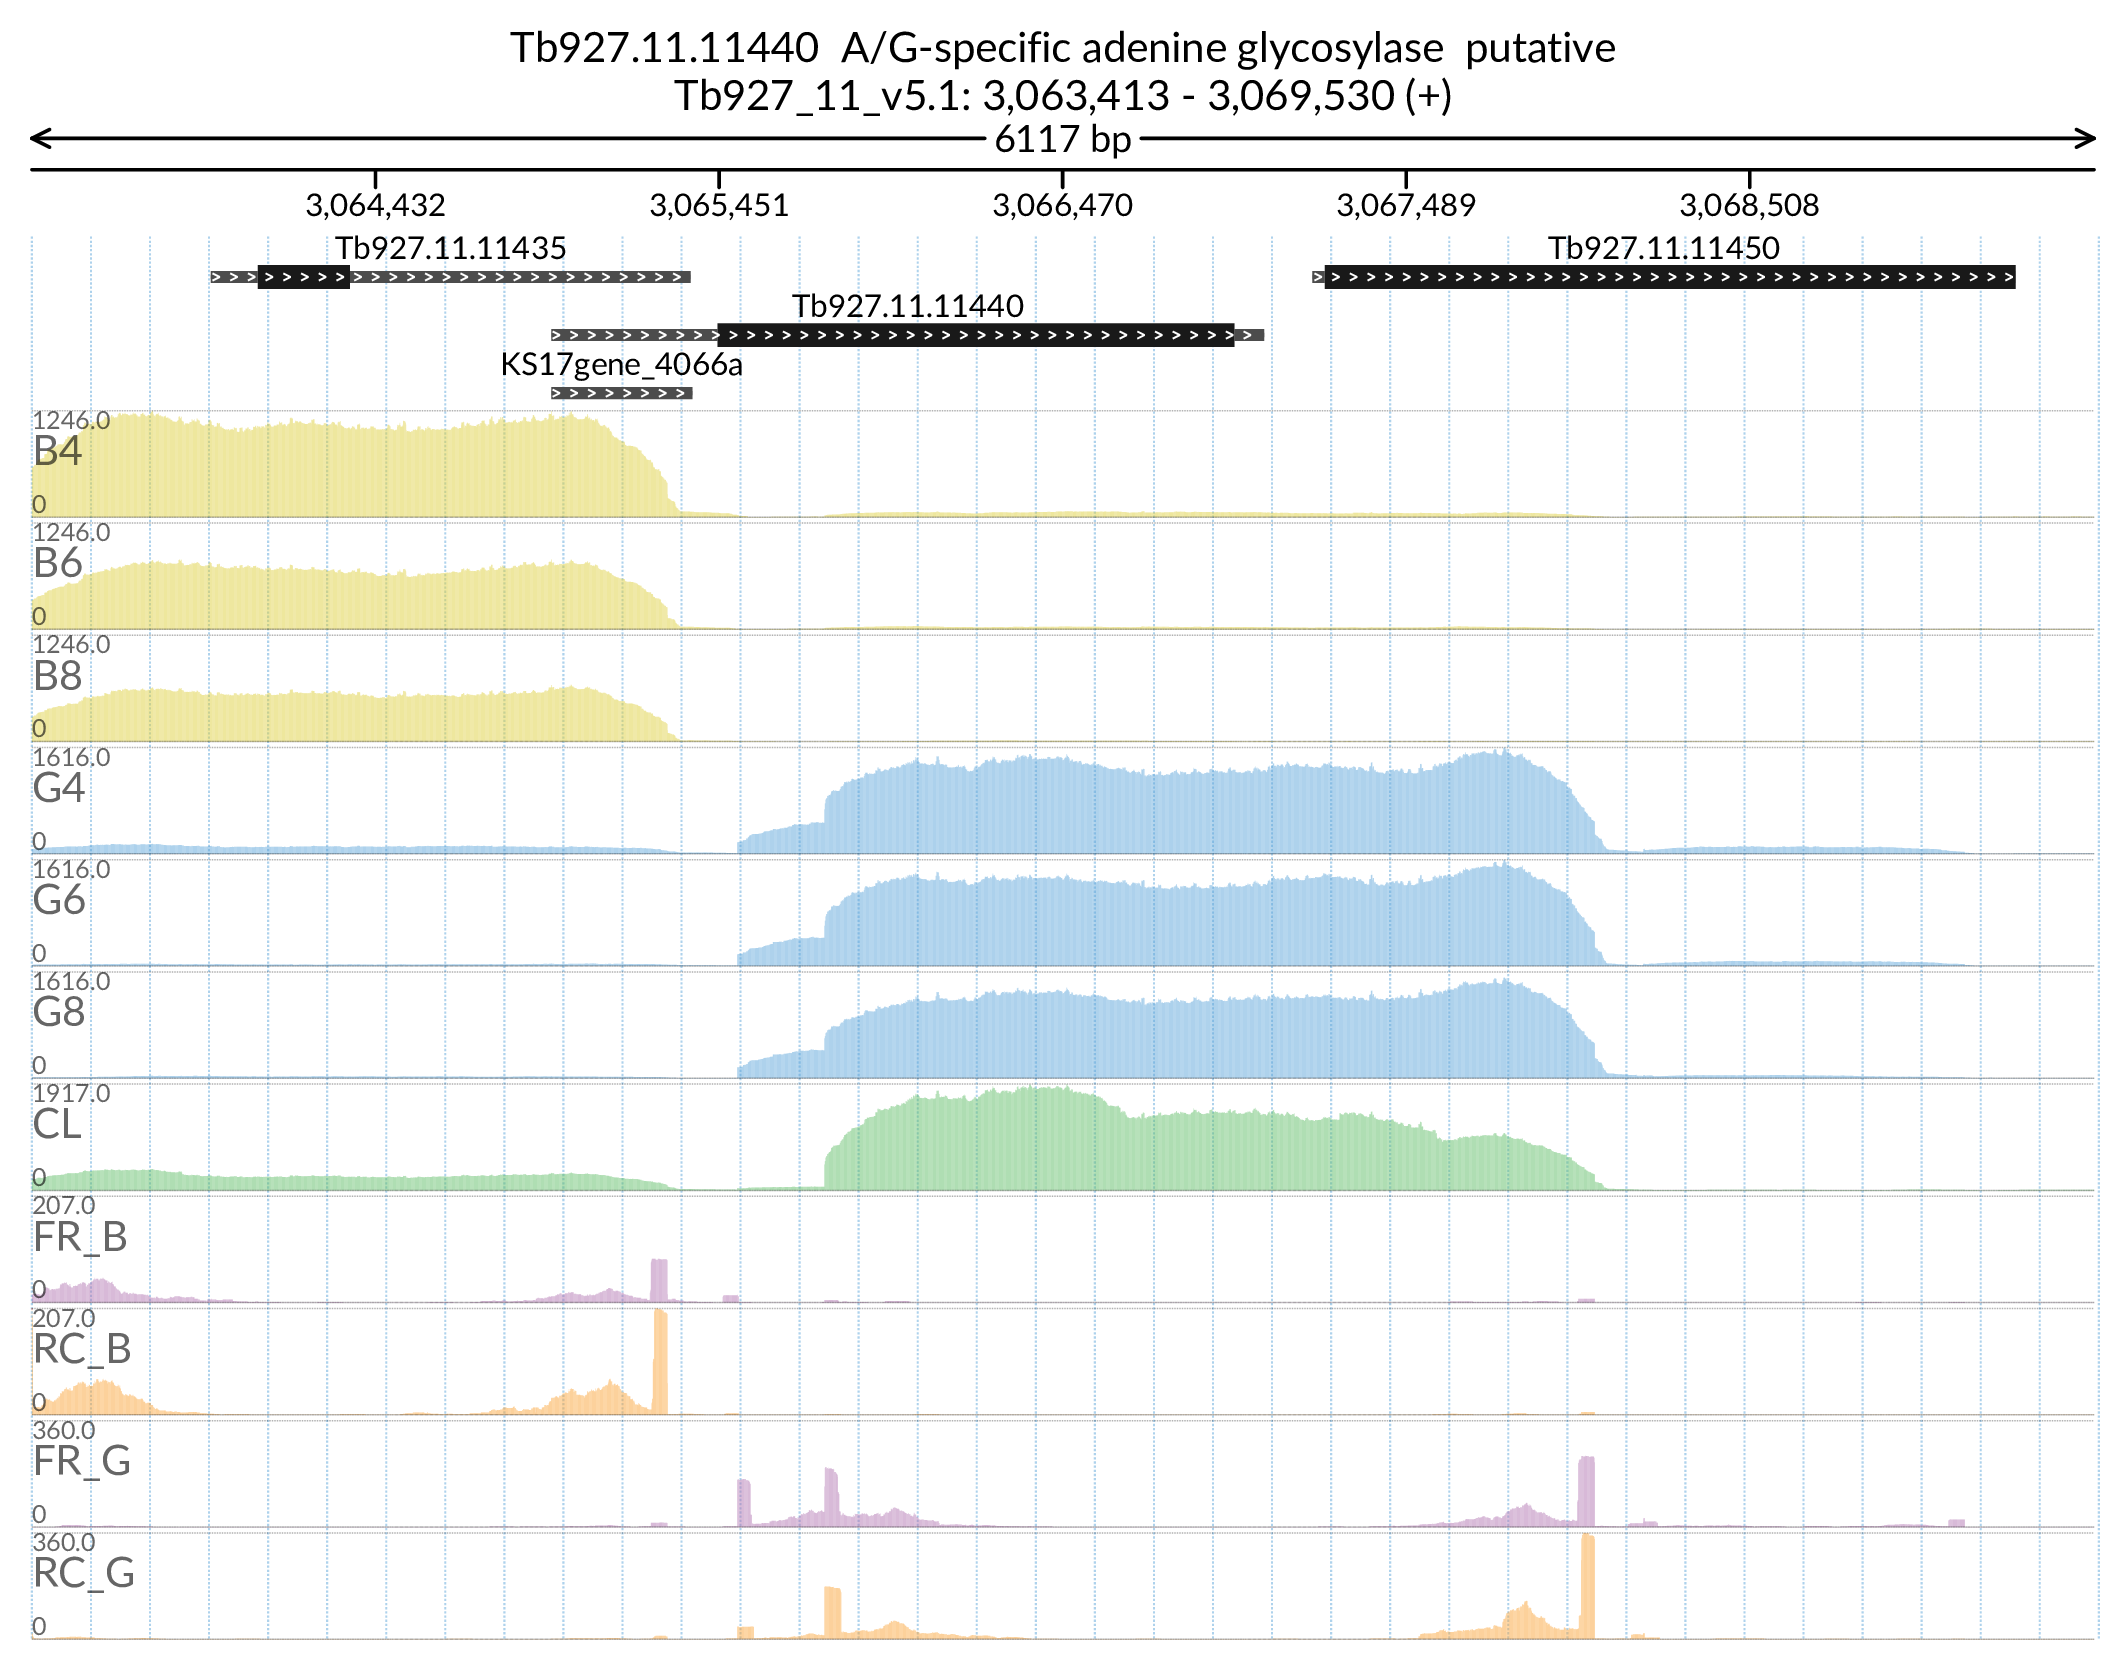 Tb927.11.11440  A/G-specific adenine glycosylase  putative
Tb927_11_v5.1: 3,063,413 - 3,069,530 (+)
6117 bp
3,064,432 3,065,451 3,066,470 3,067,489 3,068,508
Tb927.11.11435 Tb927.11.11450
Tb927.11.11440
KS17gene_4066a
1246.0
B4
0
1246.0
B6
0
1246.0
B8
0
1616.0
G4
0
1616.0
G6
0
1616.0
G8
0
1917.0
CL
0
207.0
FR_B
0
207.0
RC_B
0
360.0
FR_G
0
360.0
RC_G
0